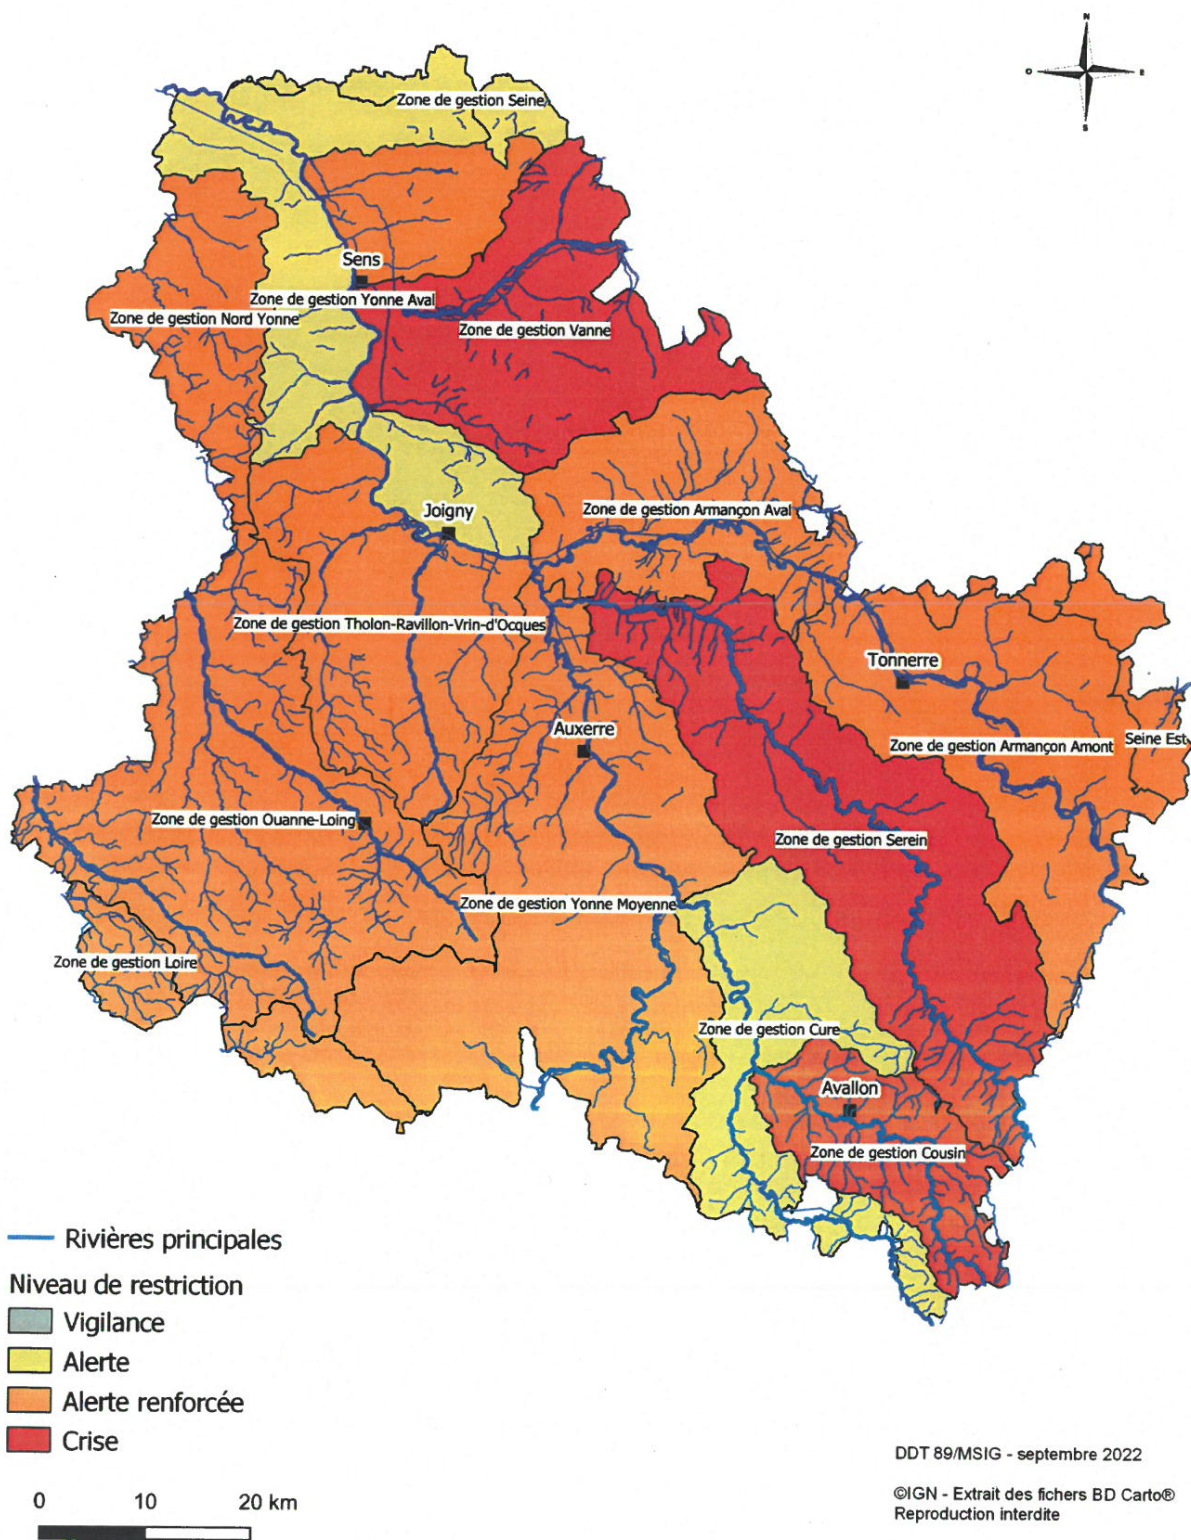 N
O
E
S
Zone de gestion Seine
Sens
Zone de gestion Yonne Aval
Zone de gestion Nord Yonne
Zone de gestion Vanne
Joigny
Zone de gestion Armançon Aval
Zone de gestion Tholon-Ravillon-Vrin-d'Ocques
Tonnerre
Auxerre
Zone de gestion Armançon Amont
Seine Est
Zone de gestion Ouanne-Loing
Zone de gestion Serein
Zone de gestion Yonne Moyenne
Zone de gestion Loire
Zone de gestion Cure
Avallon
Zone de gestion Cousin
Rivières principales
Niveau de restriction
Vigilance
Alerte
Alerte renforcée
Crise
DDT 89/MSIG - septembre 2022
©IGN - Extrait des fichers BD Carto®
Reproduction interdite
0 10 20 km